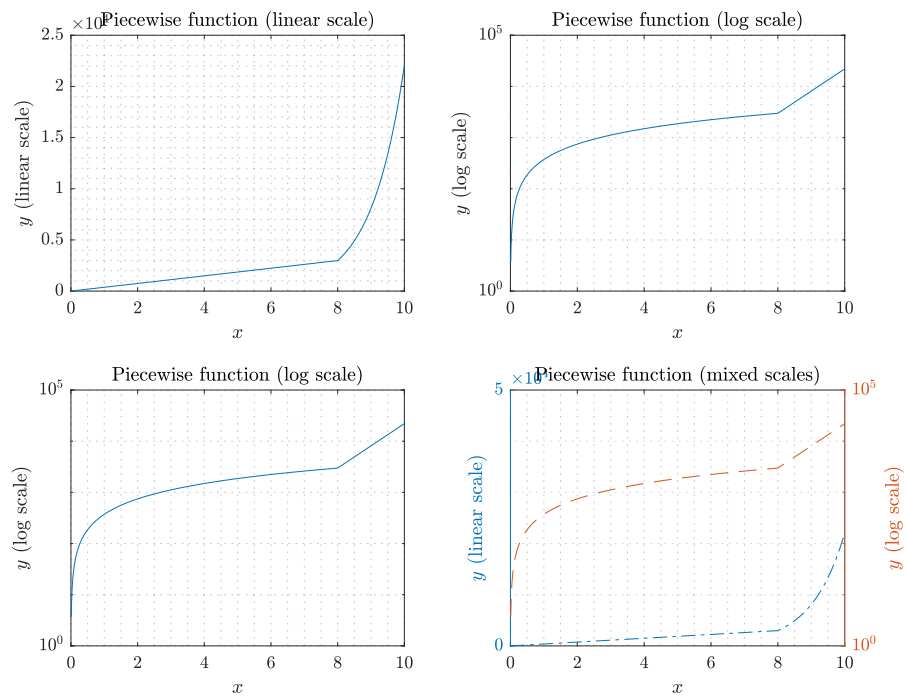 Piecewise function (linear scale)
2.5
2
1.5
1
0.5
0
0 2 4 6 8 10
x
y (linear scale)
Piecewise function (log scale)
10^5
10^0
0 2 4 6 8 10
x
y (log scale)
Piecewise function (log scale)
10^5
10^0
0 2 4 6 8 10
x
y (log scale)
Piecewise function (mixed scales)
5
0
10^5
10^0
0 2 4 6 8 10
x
y (linear scale)
y (log scale)